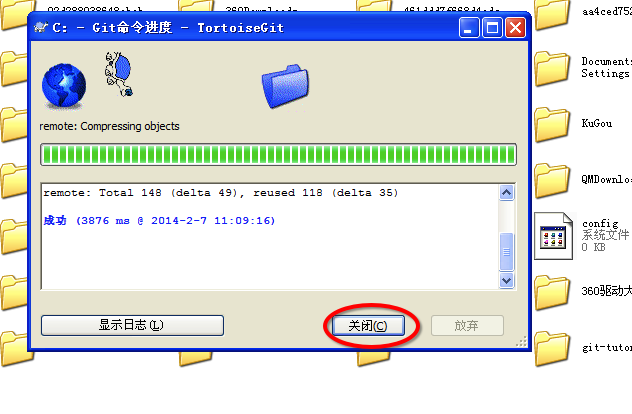 360Downloads
C: - Git命令进度 - TortoiseGit
remote: Compressing objects
remote: Total 148 (delta 49), reused 118 (delta 35)
成功 (3876 ms @ 2014-2-7 11:09:16)
显示日志(L)
关闭(C)
放弃
aa4ced752
Documents
Settings
KuGou
QMDownlo
config
系统文件
0 KB
360驱动大
git-tutor